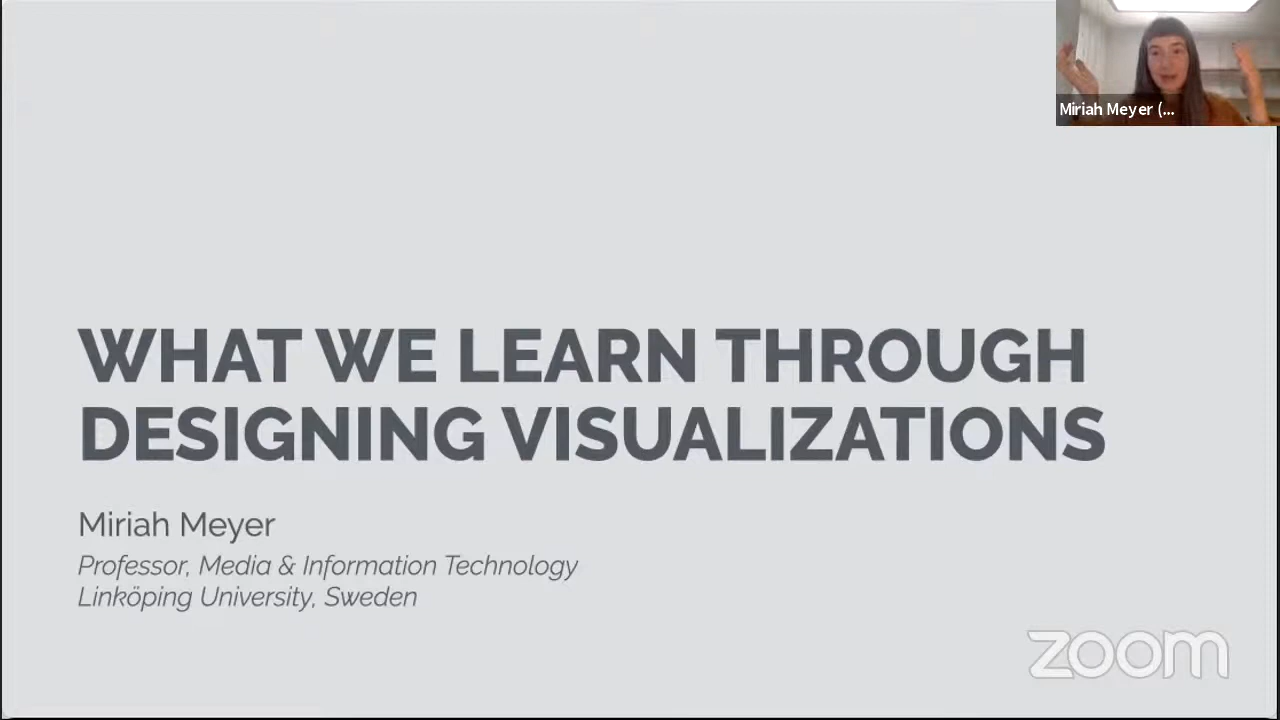 Miriah Meyer (...
WHAT WE LEARN THROUGH
DESIGNING VISUALIZATIONS
Miriah Meyer
Professor, Media & Information Technology
Linköping University, Sweden
zoom